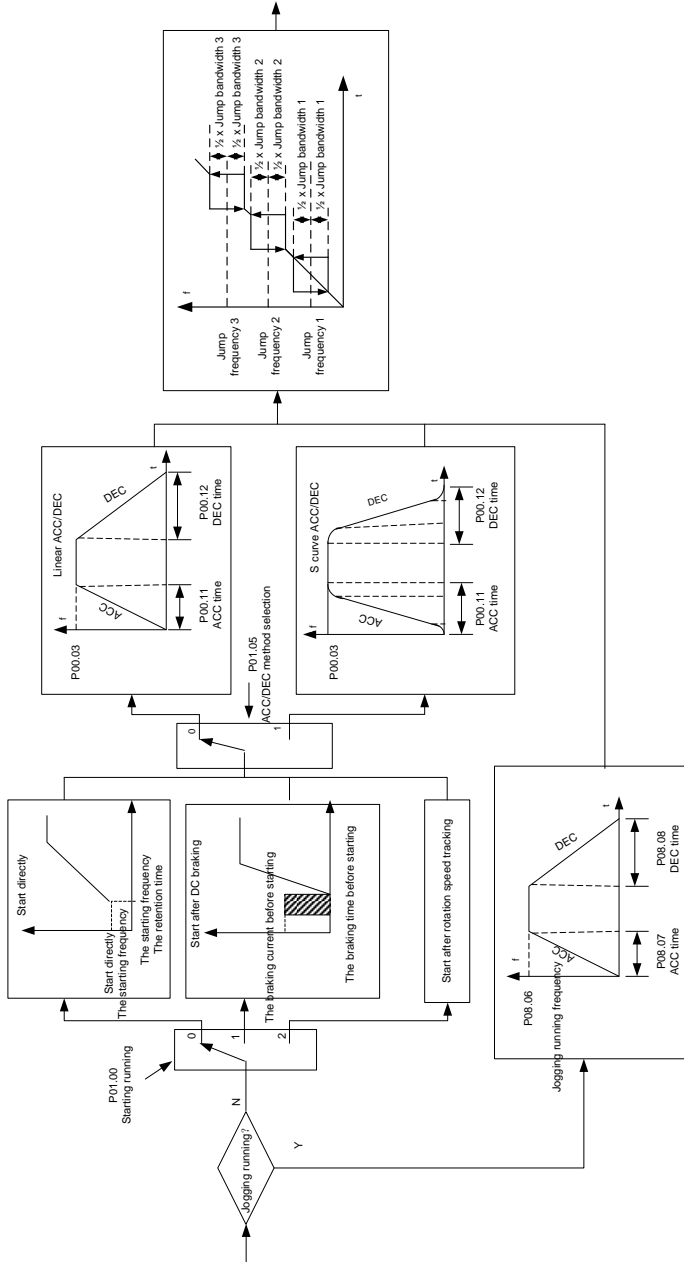 Jogging running?
N
Y
P01.00
Starting running
0
1
2
Start directly
Start directly
The starting frequency
The starting frequency
The retention time
Start after DC braking
The braking current before starting
The braking time before starting
Start after rotation speed tracking
P01.05
ACC/DEC method selection
0
1
Linear ACC/DEC
f
P00.03
ACC
DEC
t
P00.11
ACC time
P00.12
DEC time
S curve ACC/DEC
f
P00.03
ACC
DEC
t
P00.11
ACC time
P00.12
DEC time
f
P08.06
Jogging running frequency
ACC
DEC
t
P08.07
ACC time
P08.08
DEC time
f
Jump
frequency 3
Jump
frequency 2
Jump
frequency 1
½ x Jump bandwidth 3
½ x Jump bandwidth 3
½ x Jump bandwidth 2
½ x Jump bandwidth 2
½ x Jump bandwidth 1
½ x Jump bandwidth 1
t